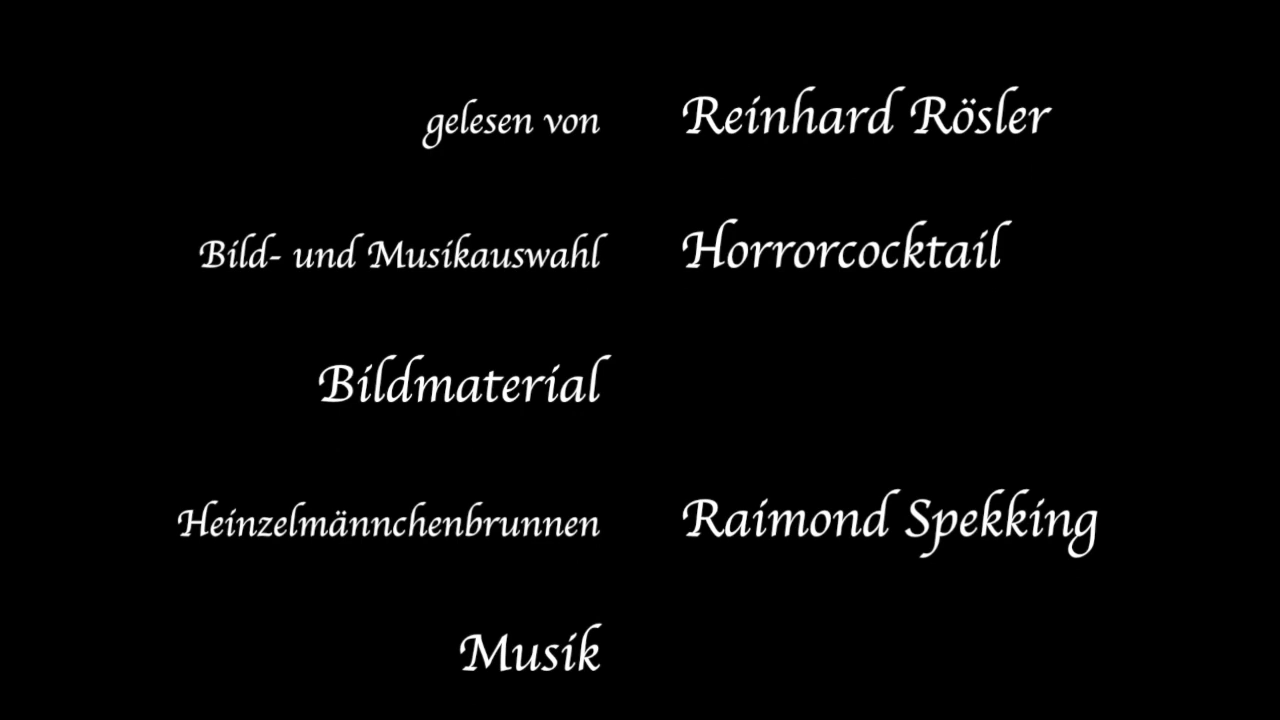 gelesen von Reinhard Rösler
Bild- und Musikauswahl Horrorcocktail
Bildmaterial
Heinzelmännchenbrunnen Raimond Spekking
Musik